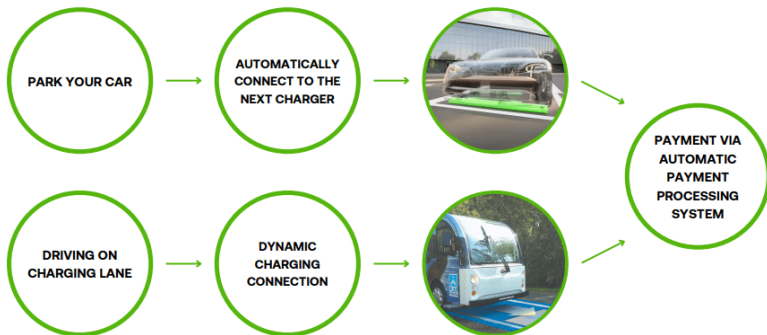 PARK YOUR CAR
AUTOMATICALLY
CONNECT TO THE
NEXT CHARGER
DRIVING ON
CHARGING LANE
DYNAMIC
CHARGING
CONNECTION
PAYMENT VIA
AUTOMATIC
PAYMENT
PROCESSING
SYSTEM